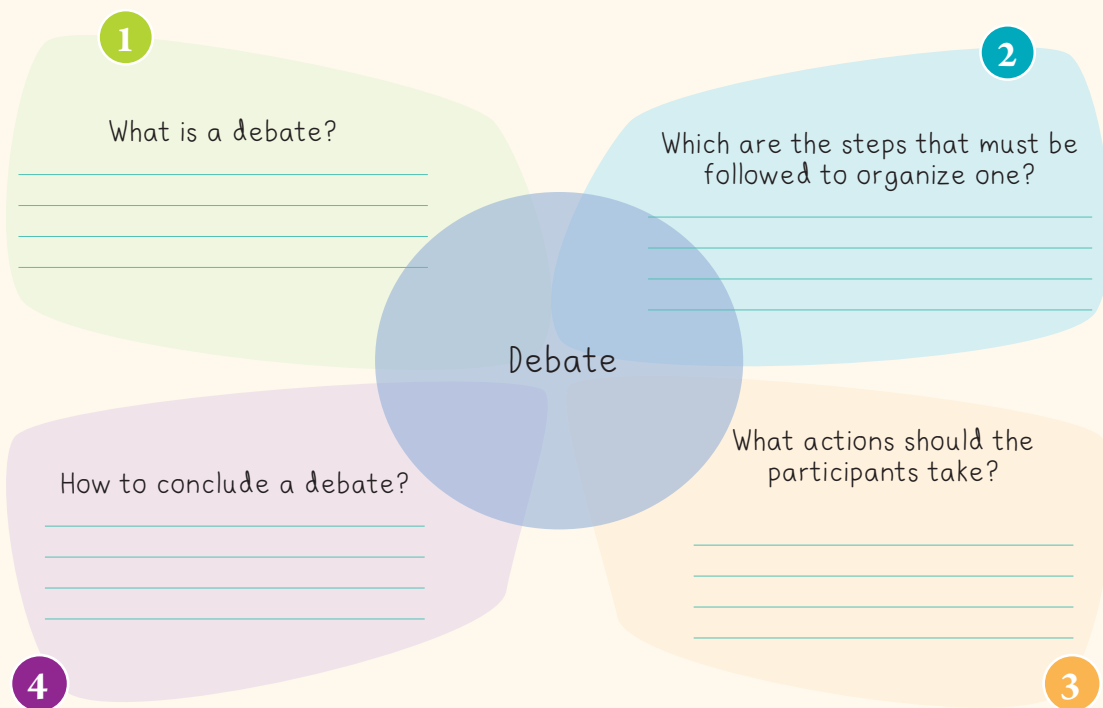 1
What is a debate?
2
Which are the steps that must be
followed to organize one?
Debate
What actions should the
participants take?
3
How to conclude a debate?
4